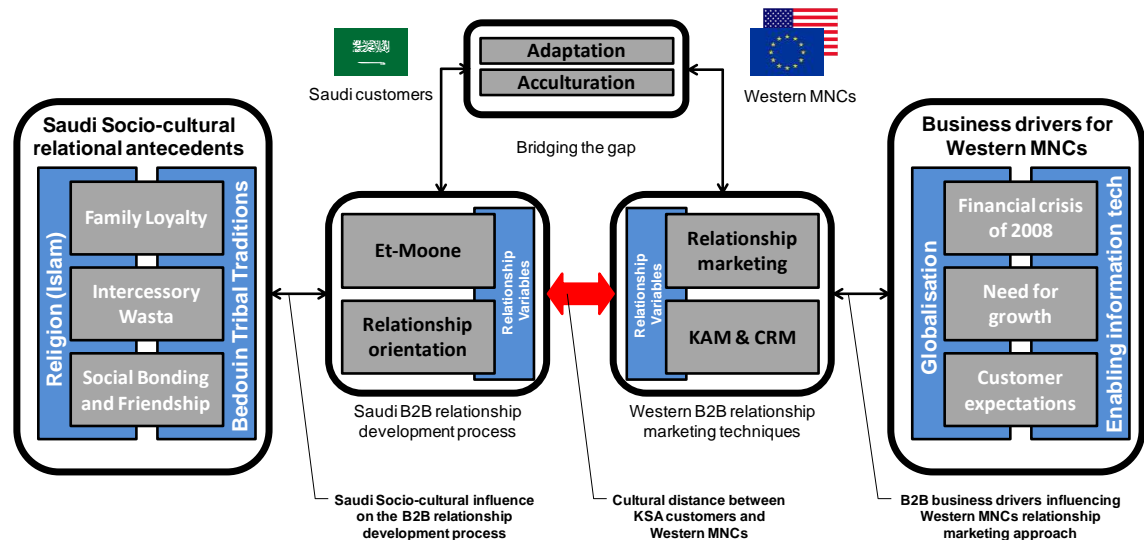 Adaptation
Acculturation
Saudi customers
Western MNCs
Bridging the gap
Saudi Socio-cultural
relational antecedents
Religion (Islam)
Family Loyalty
Intercessory
Wasta
Social Bonding
and Friendship
Bedouin Tribal Traditions
Et-Moone
Relationship
orientation
Relationship
Variables
Saudi B2B relationship
development process
Relationship
Variables
Relationship
marketing
KAM & CRM
Western B2B relationship
marketing techniques
Business drivers for
Western MNCs
Globalisation
Financial crisis
of 2008
Need for
growth
Customer
expectations
Enabling information tech
Saudi Socio-cultural influence
on the B2B relationship
development process
Cultural distance between
KSA customers and
Western MNCs
B2B business drivers influencing
Western MNCs relationship
marketing approach